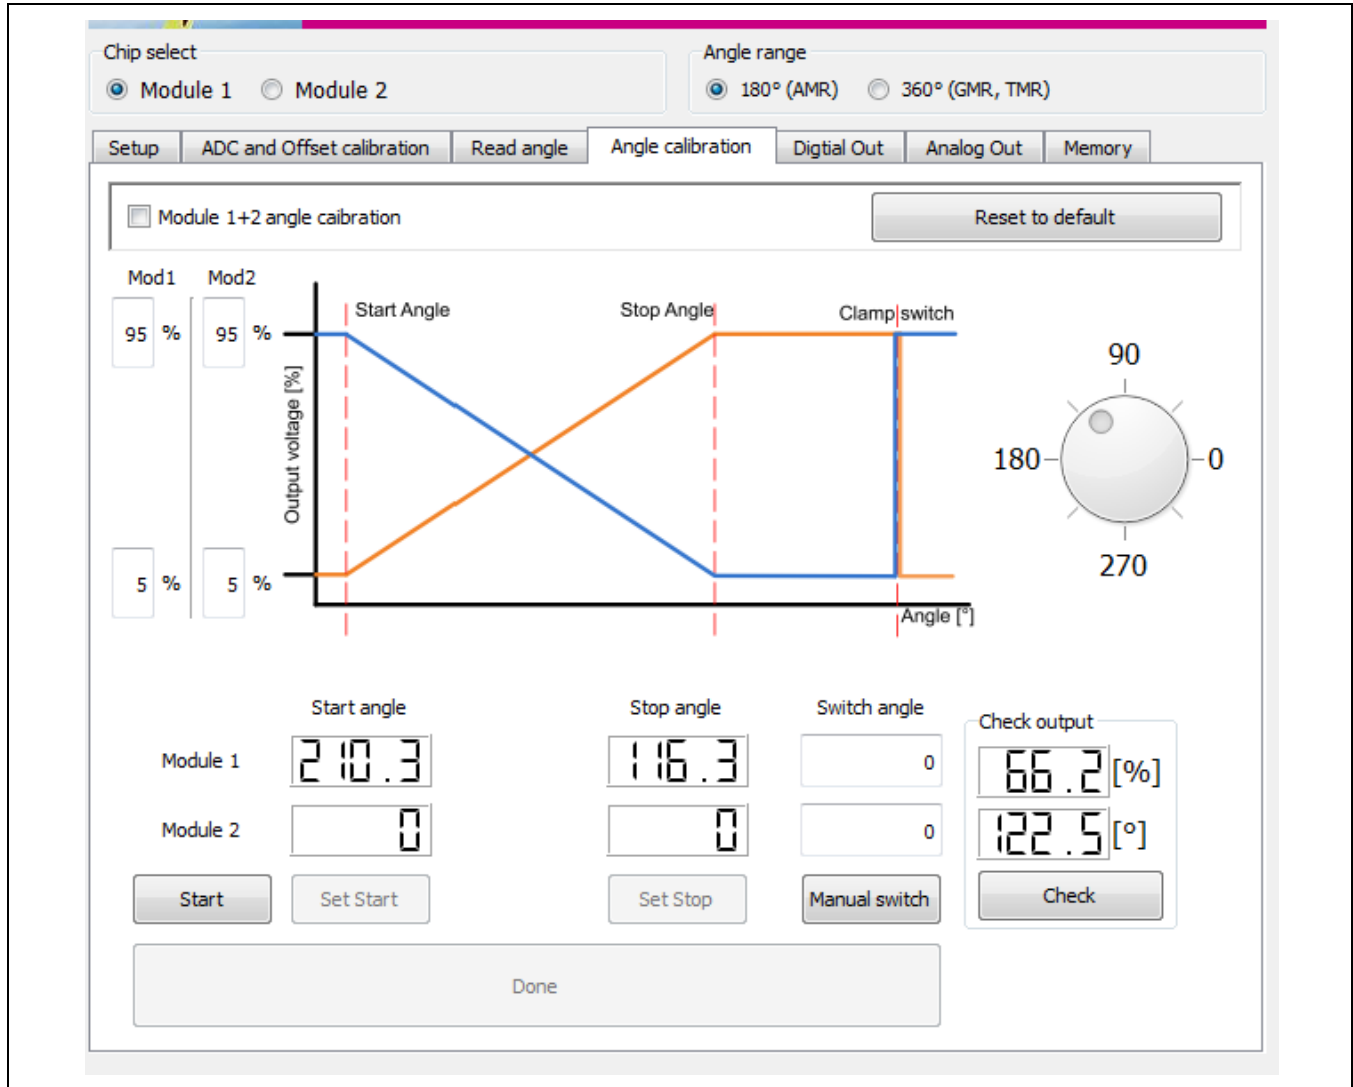 Chip select
Angle range
Module 1 Module 2
180° (AMR) 360° (GMR, TMR)
Setup ADC and Offset calibration Read angle Angle calibration Digtial Out Analog Out Memory
Module 1+2 angle caibration
Reset to default
Mod1 Mod2
95 % 95 %
5 % 5 %
Output voltage [%]
Start Angle
Stop Angle
Clamp switch
Angle [°]
90
180 0
270
Start angle Stop angle Switch angle
Check output
Module 1 210.3 116.3 0
66.2 [%]
Module 2 0 0 0
122.5 [°]
Start Set Start Set Stop Manual switch Check
Done